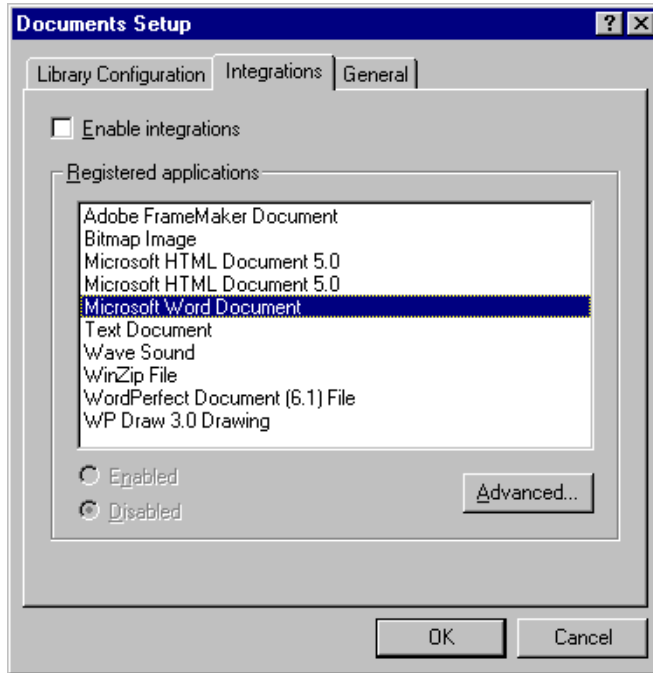 Documents Setup
Library Configuration Integrations General
Enable integrations
Registered applications
Adobe FrameMaker Document
Bitmap Image
Microsoft HTML Document 5.0
Microsoft HTML Document 5.0
Microsoft Word Document
Text Document
Wave Sound
WinZip File
WordPerfect Document (6.1) File
WP Draw 3.0 Drawing
Enabled
Advanced...
Disabled
OK Cancel